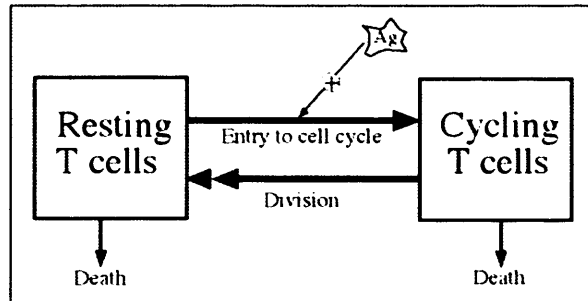 Ag
+
Resting
T cells
Entry to cell cycle
Division
Cycling
T cells
Death
Death